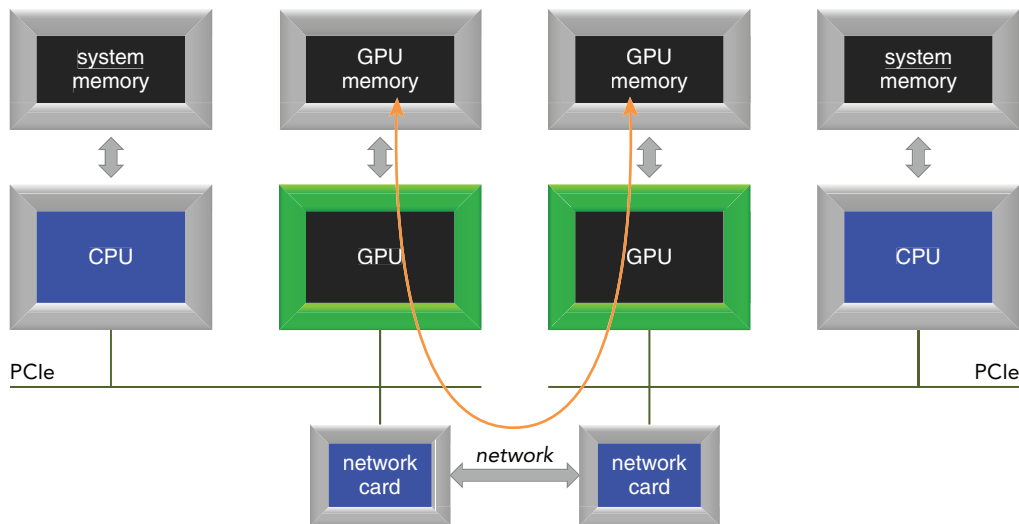 system
memory
GPU
memory
GPU
memory
system
memory
CPU
GPU
GPU
CPU
PCIe
PCIe
network
network
card
network
card